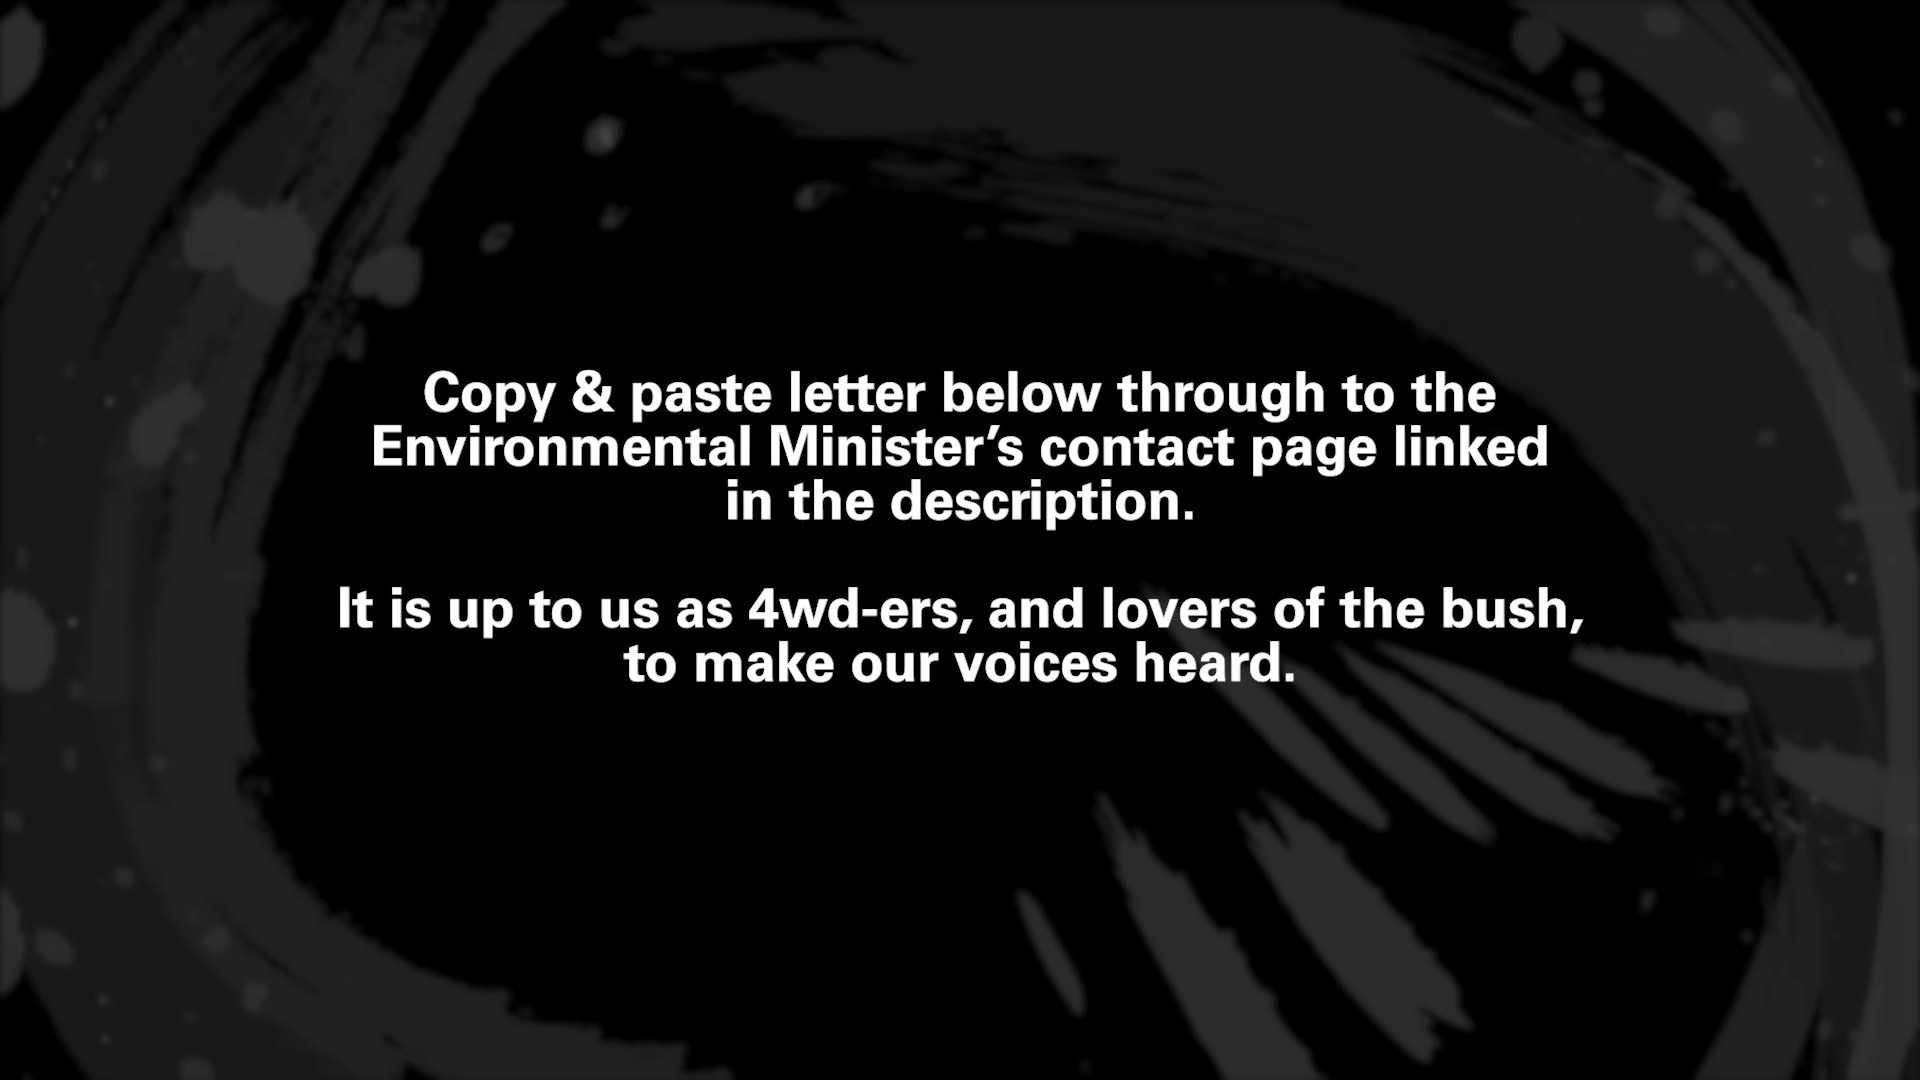 Copy & paste letter below through to the
Environmental Minister’s contact page linked
in the description.
It is up to us as 4wd-ers, and lovers of the bush,
to make our voices heard.